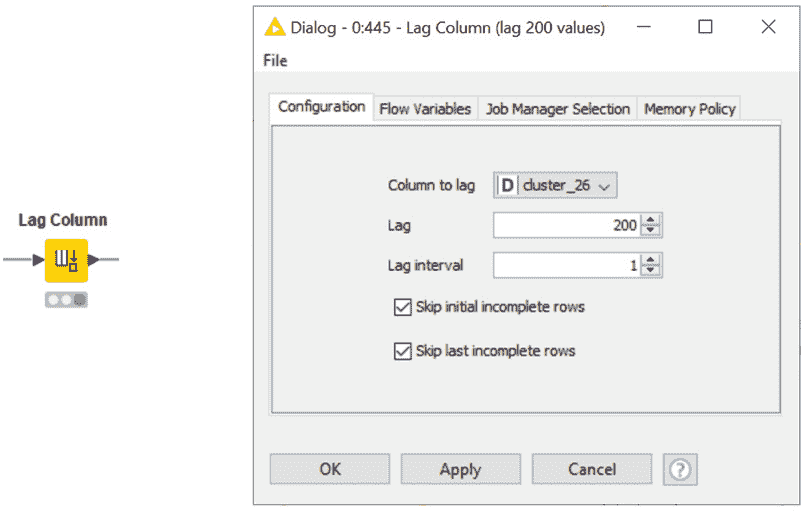 Lag Column
Dialog - 0:445 - Lag Column (lag 200 values)
File
Configuration
Flow Variables
Job Manager Selection
Memory Policy
Column to lag
D cluster_26
Lag
200
Lag interval
1
Skip initial incomplete rows
Skip last incomplete rows
OK
Apply
Cancel
?